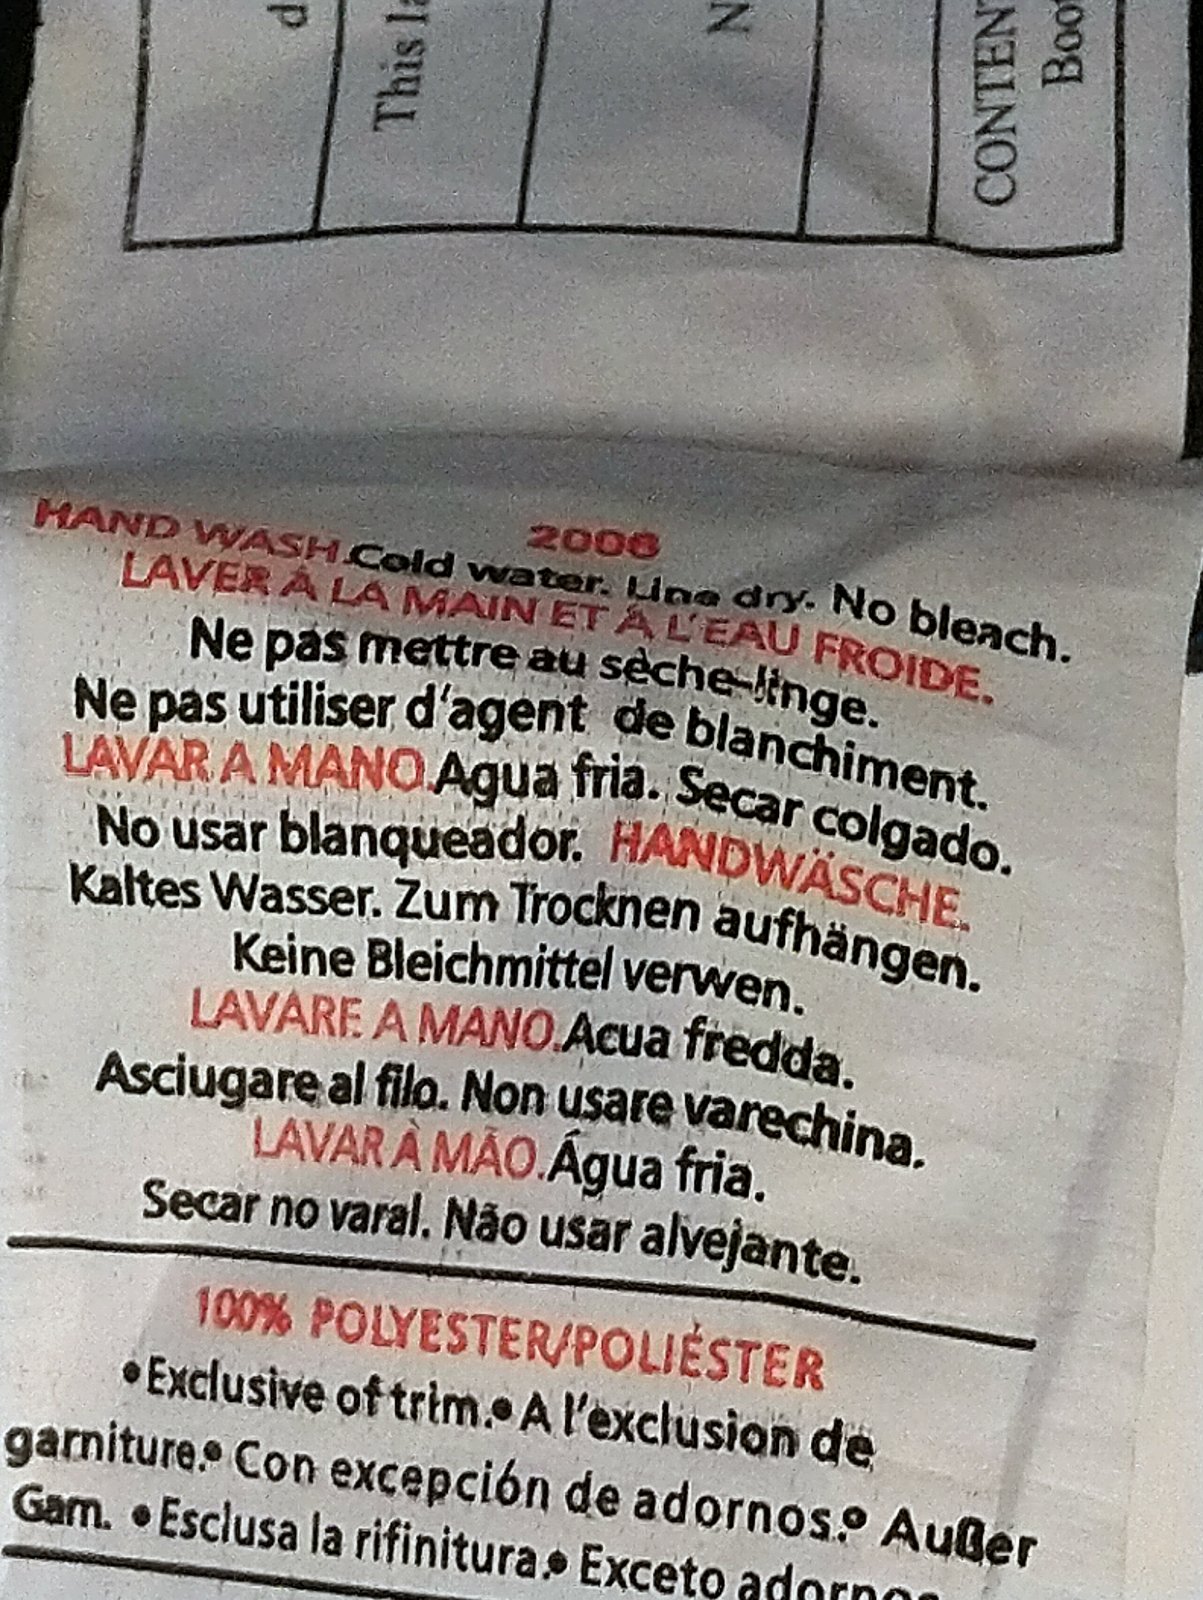 d
This la
N
CONTEN
Boot
2006
HAND WASH.Cold water. Line dry. No bleach.
LAVER À LA MAIN ET À L'EAU FROIDE.
Ne pas mettre au sèche-linge.
Ne pas utiliser d'agent de blanchiment.
LAVAR A MANO.Agua fria. Secar colgado.
No usar blanqueador. HANDWÄSCHE.
Kaltes Wasser. Zum Trocknen aufhängen.
Keine Bleichmittel verwen.
LAVARE A MANO.Acua fredda.
Asciugare al filo. Non usare varechina.
LAVAR À MÃO.Água fria.
Secar no varal. Não usar alvejante.
100% POLYESTER/POLIÉSTER
•Exclusive of trim.• A l'exclusion de
garniture.• Con excepción de adornos.• Außer
Garn. •Esclusa la rifinitura.• Exceto adornos